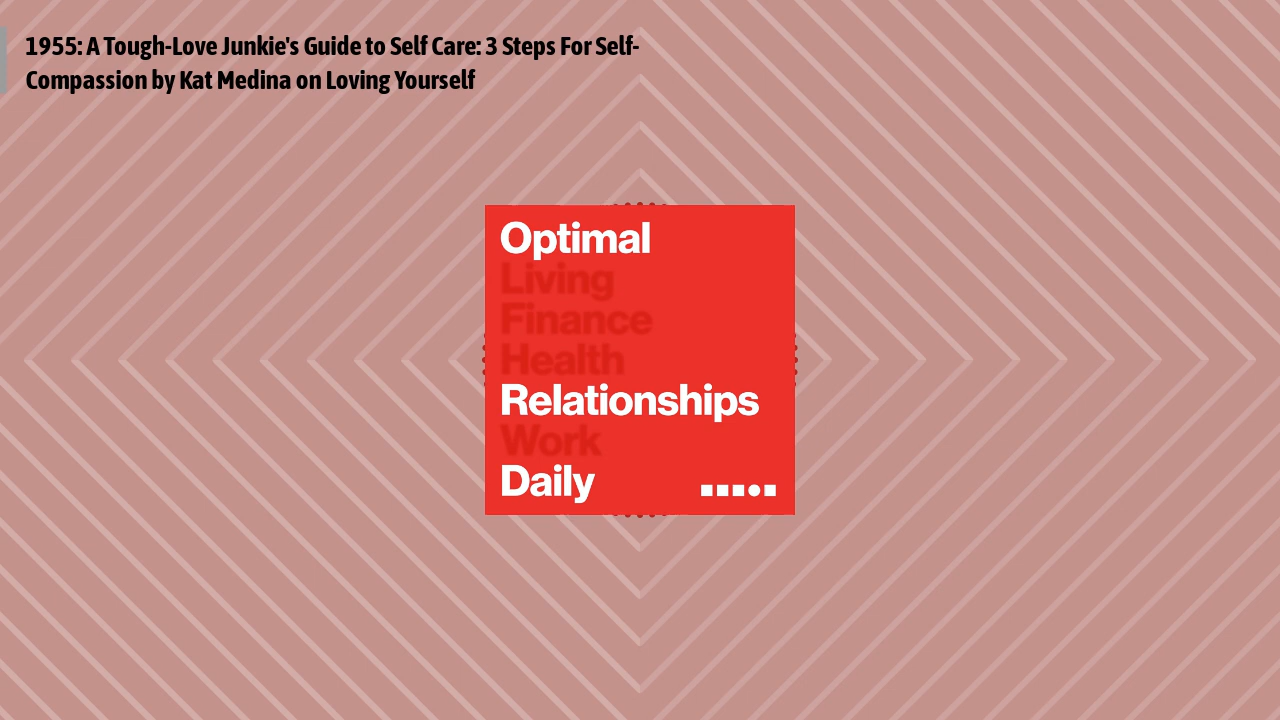 1955: A Tough-Love Junkie's Guide to Self Care: 3 Steps For Self-
Compassion by Kat Medina on Loving Yourself
Optimal
Living
Finance
Health
Relationships
Work
Daily